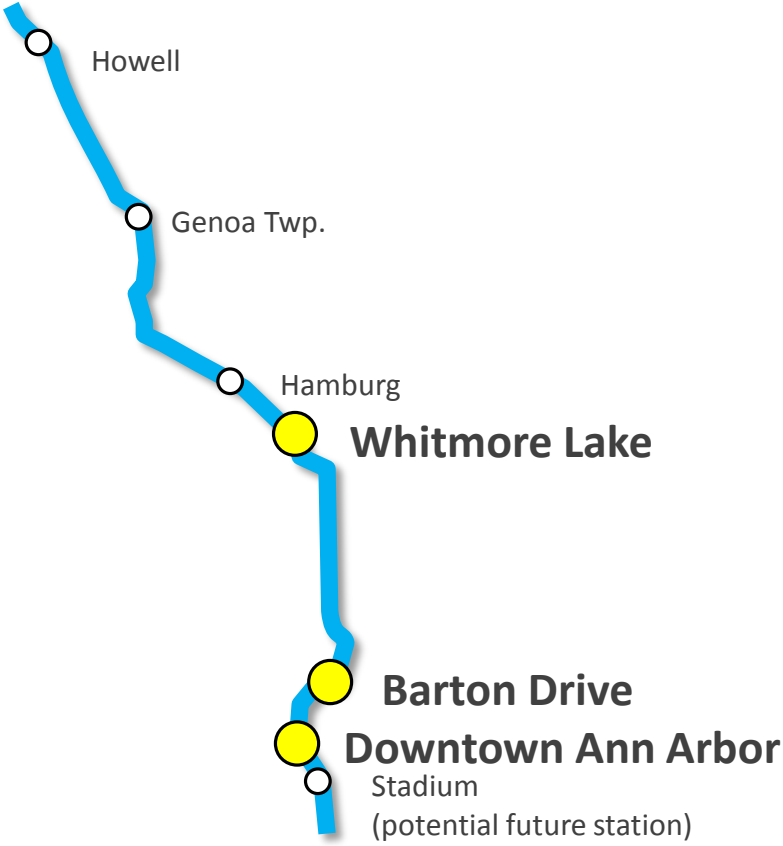 Howell
Genoa Twp.
Hamburg
Whitmore Lake
Barton Drive
Downtown Ann Arbor
Stadium
(potential future station)